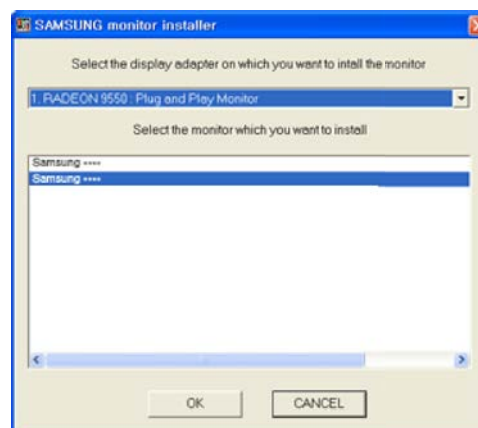 SAMSUNG monitor installer
Select the display adapter on which you want to intall the monitor
1. RADEON 9550 : Plug and Play Monitor
Select the monitor which you want to install
Samsung ****
Samsung ****
OK
CANCEL